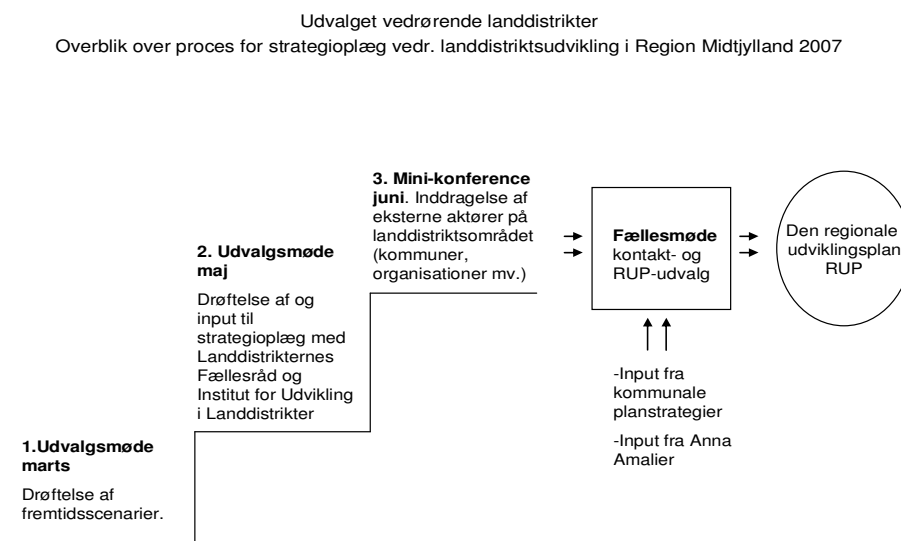 Udvalget vedrørende landdistrikter
Overblik over proces for strategioplæg vedr. landdistriktsudvikling i Region Midtjylland 2007
1.Udvalgsmøde
marts
Drøftelse af
fremtidsscenarier.
2. Udvalgsmøde
maj
Drøftelse af og
input til
strategioplæg med
Landdistrikternes
Fællesråd og
Institut for Udvikling
i Landdistrikter
3. Mini-konference
juni. Inddragelse af
eksterne aktører på
landdistriktsområdet
(kommuner,
organisationer mv.)
Fællesmøde
kontakt- og
RUP-udvalg
-Input fra
kommunale
planstrategier
-Input fra Anna
Amalier
Den regionale
udviklingsplan
RUP